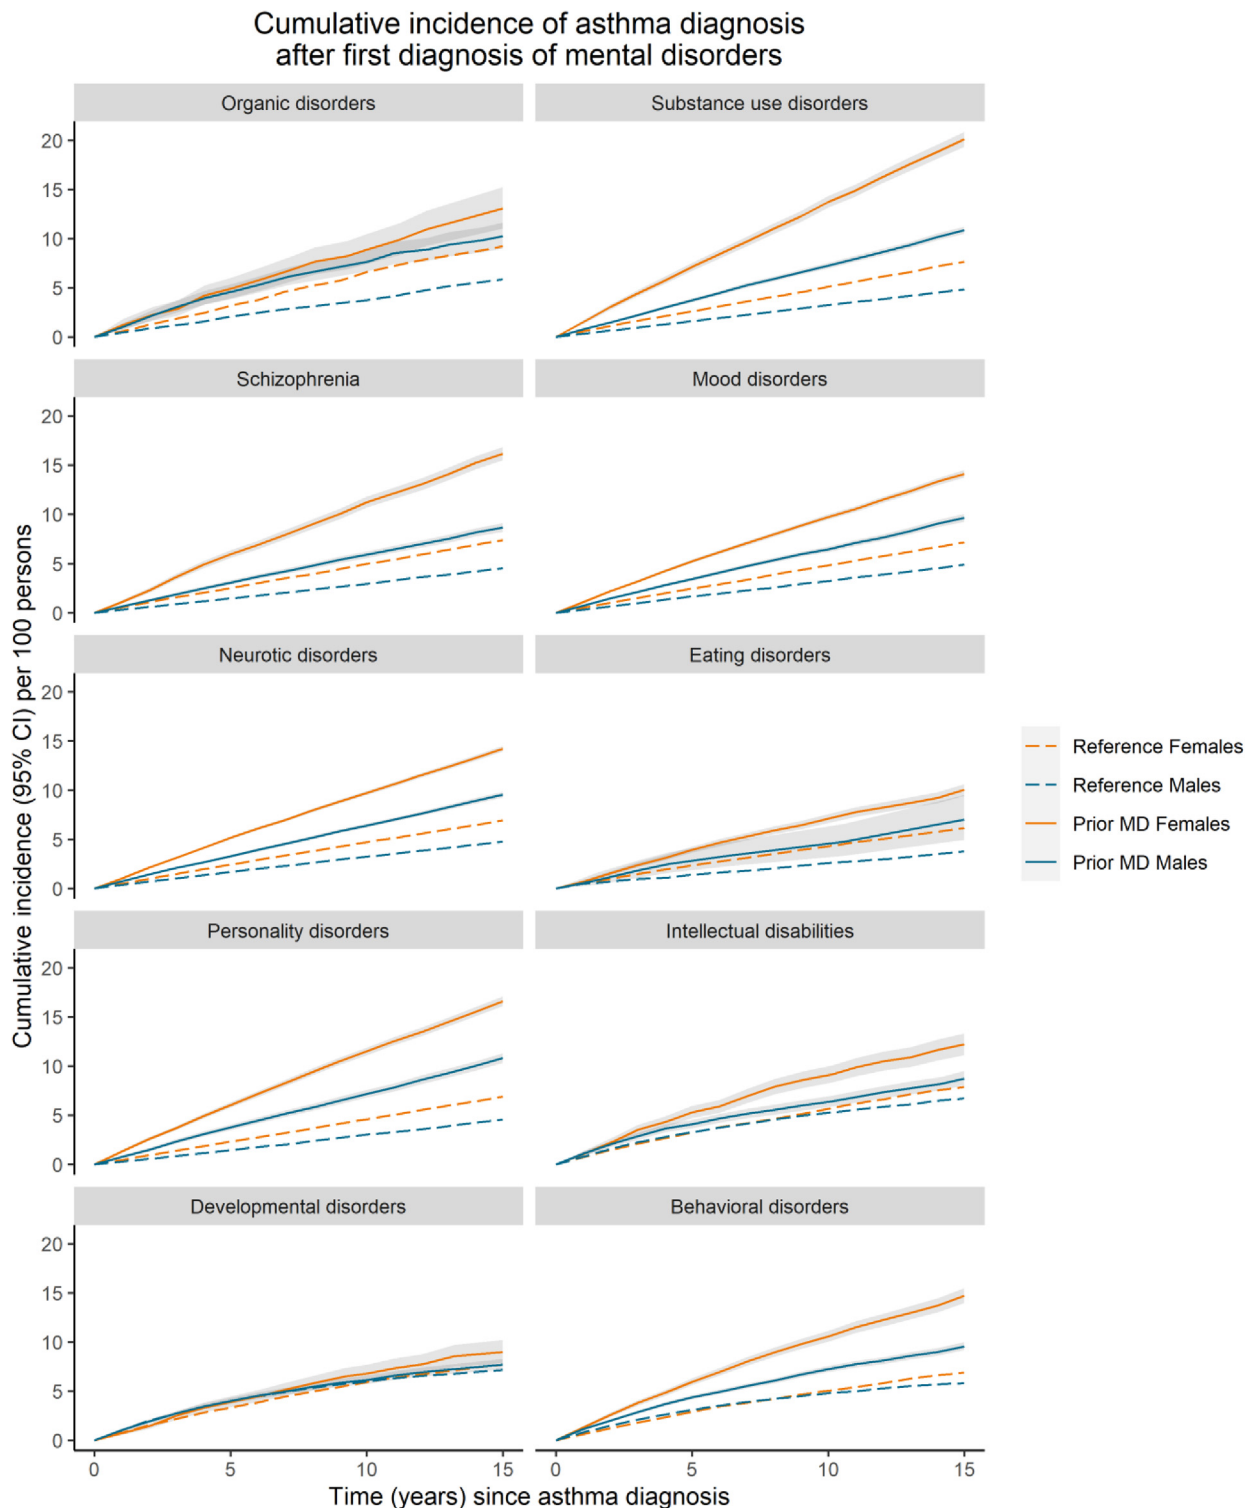 Cumulative incidence of asthma diagnosis
after first diagnosis of mental disorders
Cumulative incidence (95% CI) per 100 persons
Organic disorders
Substance use disorders
20
15
10
5
0
Schizophrenia
Mood disorders
20
15
10
5
0
Neurotic disorders
Eating disorders
20
15
10
5
0
Personality disorders
Intellectual disabilities
20
15
10
5
0
Developmental disorders
Behavioral disorders
20
15
10
5
0
0 5 10 15
0 5 10 15
Time (years) since asthma diagnosis
Reference Females
Reference Males
Prior MD Females
Prior MD Males